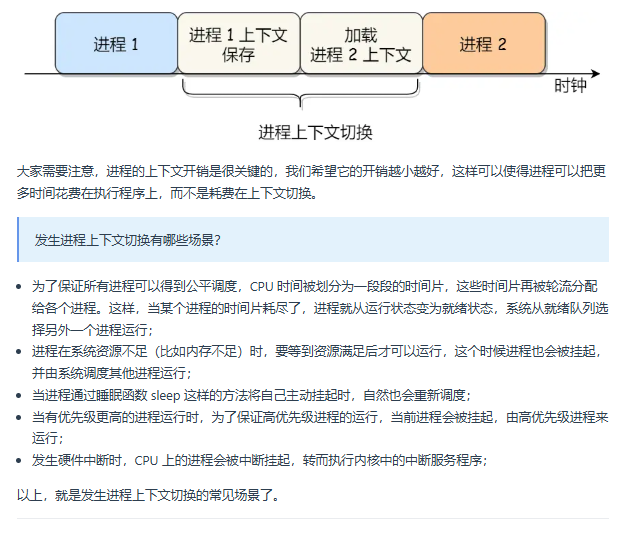 进程 1
进程 1 上下文
保存
加载
进程 2 上下文
进程 2
时钟
进程上下文切换
大家需要注意，进程的上下文开销是很关键的，我们希望它的开销越小越好，这样可以使得进程可以把更
多时间花费在执行程序上，而不是耗费在上下文切换。
发生进程上下文切换有哪些场景？
为了保证所有进程可以得到公平调度，CPU 时间被划分为一段段的时间片，这些时间片再被轮流分配
给各个进程。这样，当某个进程的时间片耗尽了，进程就从运行状态变为就绪状态，系统从就绪队列选
择另外一个进程运行；
进程在系统资源不足（比如内存不足）时，要等到资源满足后才可以运行，这个时候进程也会被挂起，
并由系统调度其他进程运行；
当进程通过睡眠函数 sleep 这样的方法将自己主动挂起时，自然也会重新调度；
当有优先级更高的进程运行时，为了保证高优先级进程的运行，当前进程会被挂起，由高优先级进程来
运行；
发生硬件中断时，CPU 上的进程会被中断挂起，转而执行内核中的中断服务程序；
以上，就是发生进程上下文切换的常见场景了。